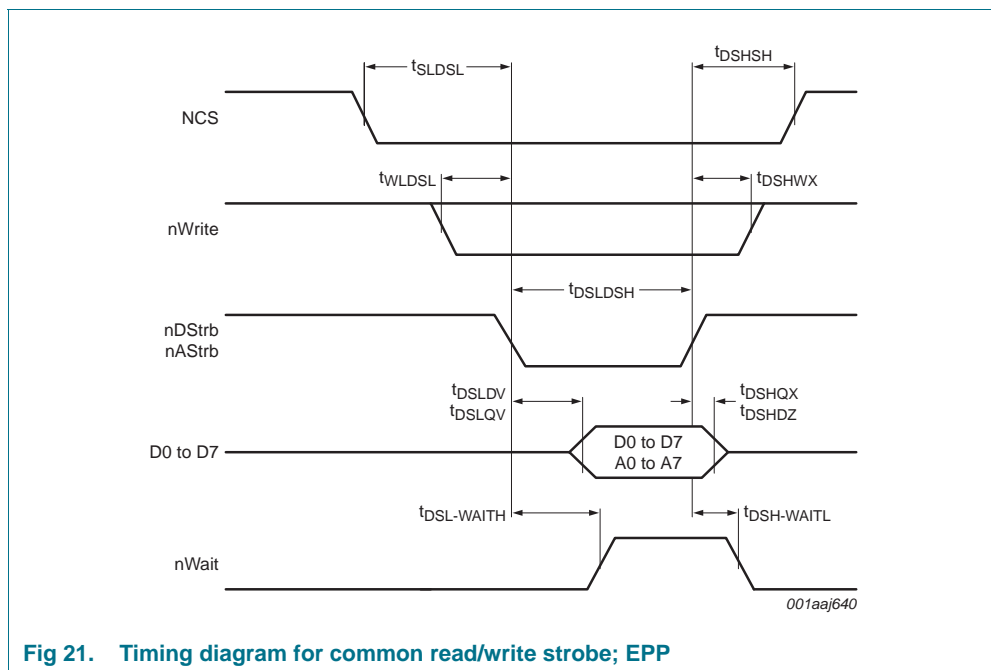 tSLDSL
tDSHSH
NCS
tWLDSL
tDSHWX
nWrite
tDSLDSH
nDStrb
nAStrb
tDSLDV
tDSLQV
tDSHQX
tDSHDZ
D0 to D7
D0 to D7
A0 to A7
tDSL-WAITH
tDSH-WAITL
nWait
001aaj640
Fig 21. Timing diagram for common read/write strobe; EPP